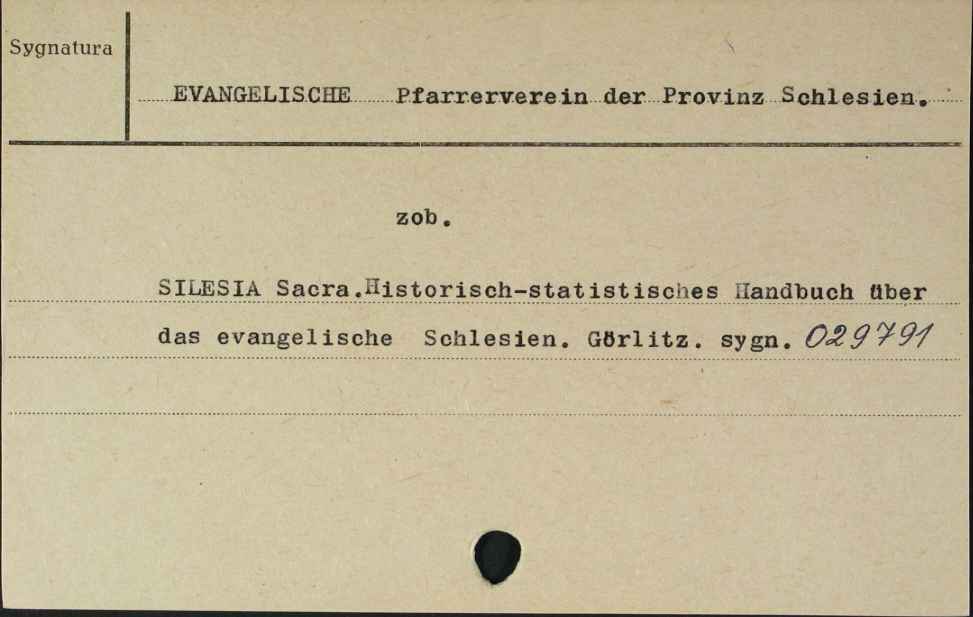 Sygnatura
EVANGELISCHE Pfarrerverein der Provinz Schlesien.
zob.
SILESIA Sacra.Historisch-statistisches Handbuch über
das evangelische Schlesien. Görlitz. sygn. 029791